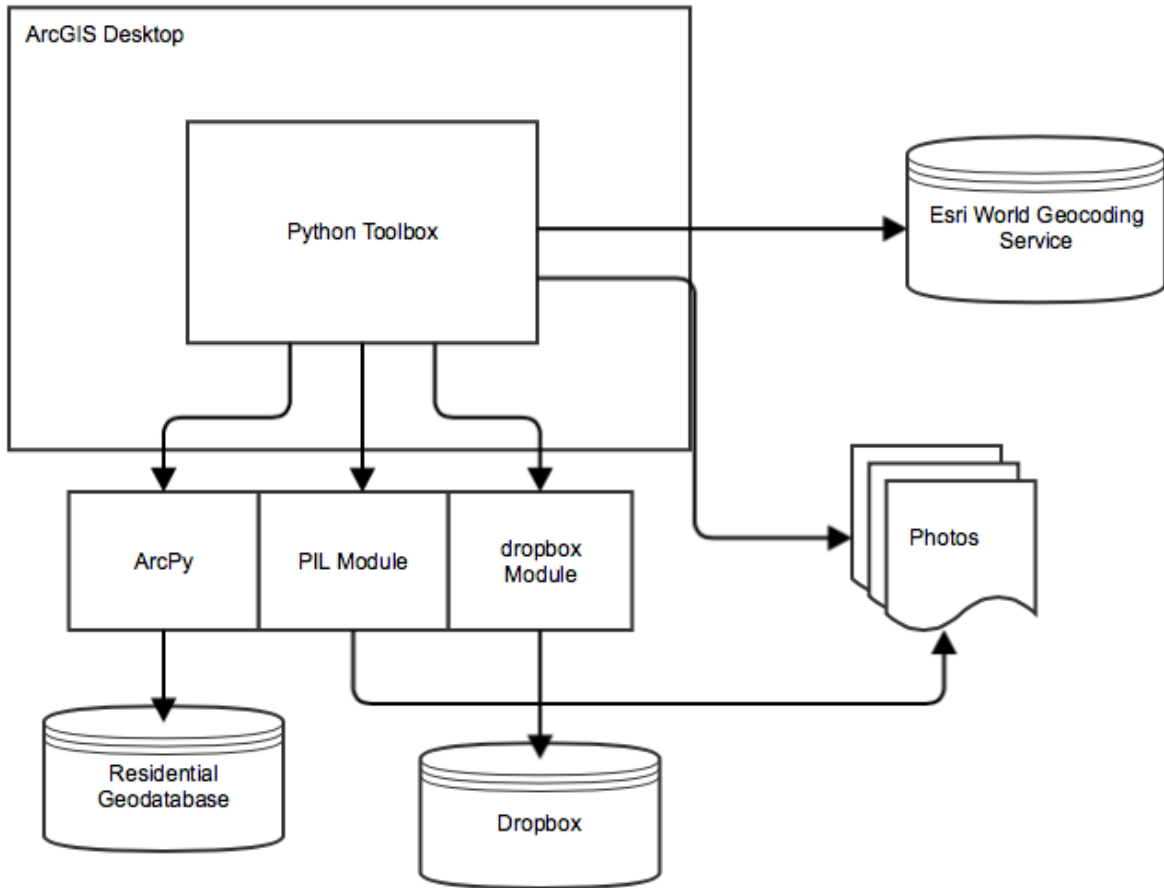 ArcGIS Desktop
Python Toolbox
Esri World Geocoding
Service
ArcPy
PIL Module
dropbox
Module
Photos
Residential
Geodatabase
Dropbox